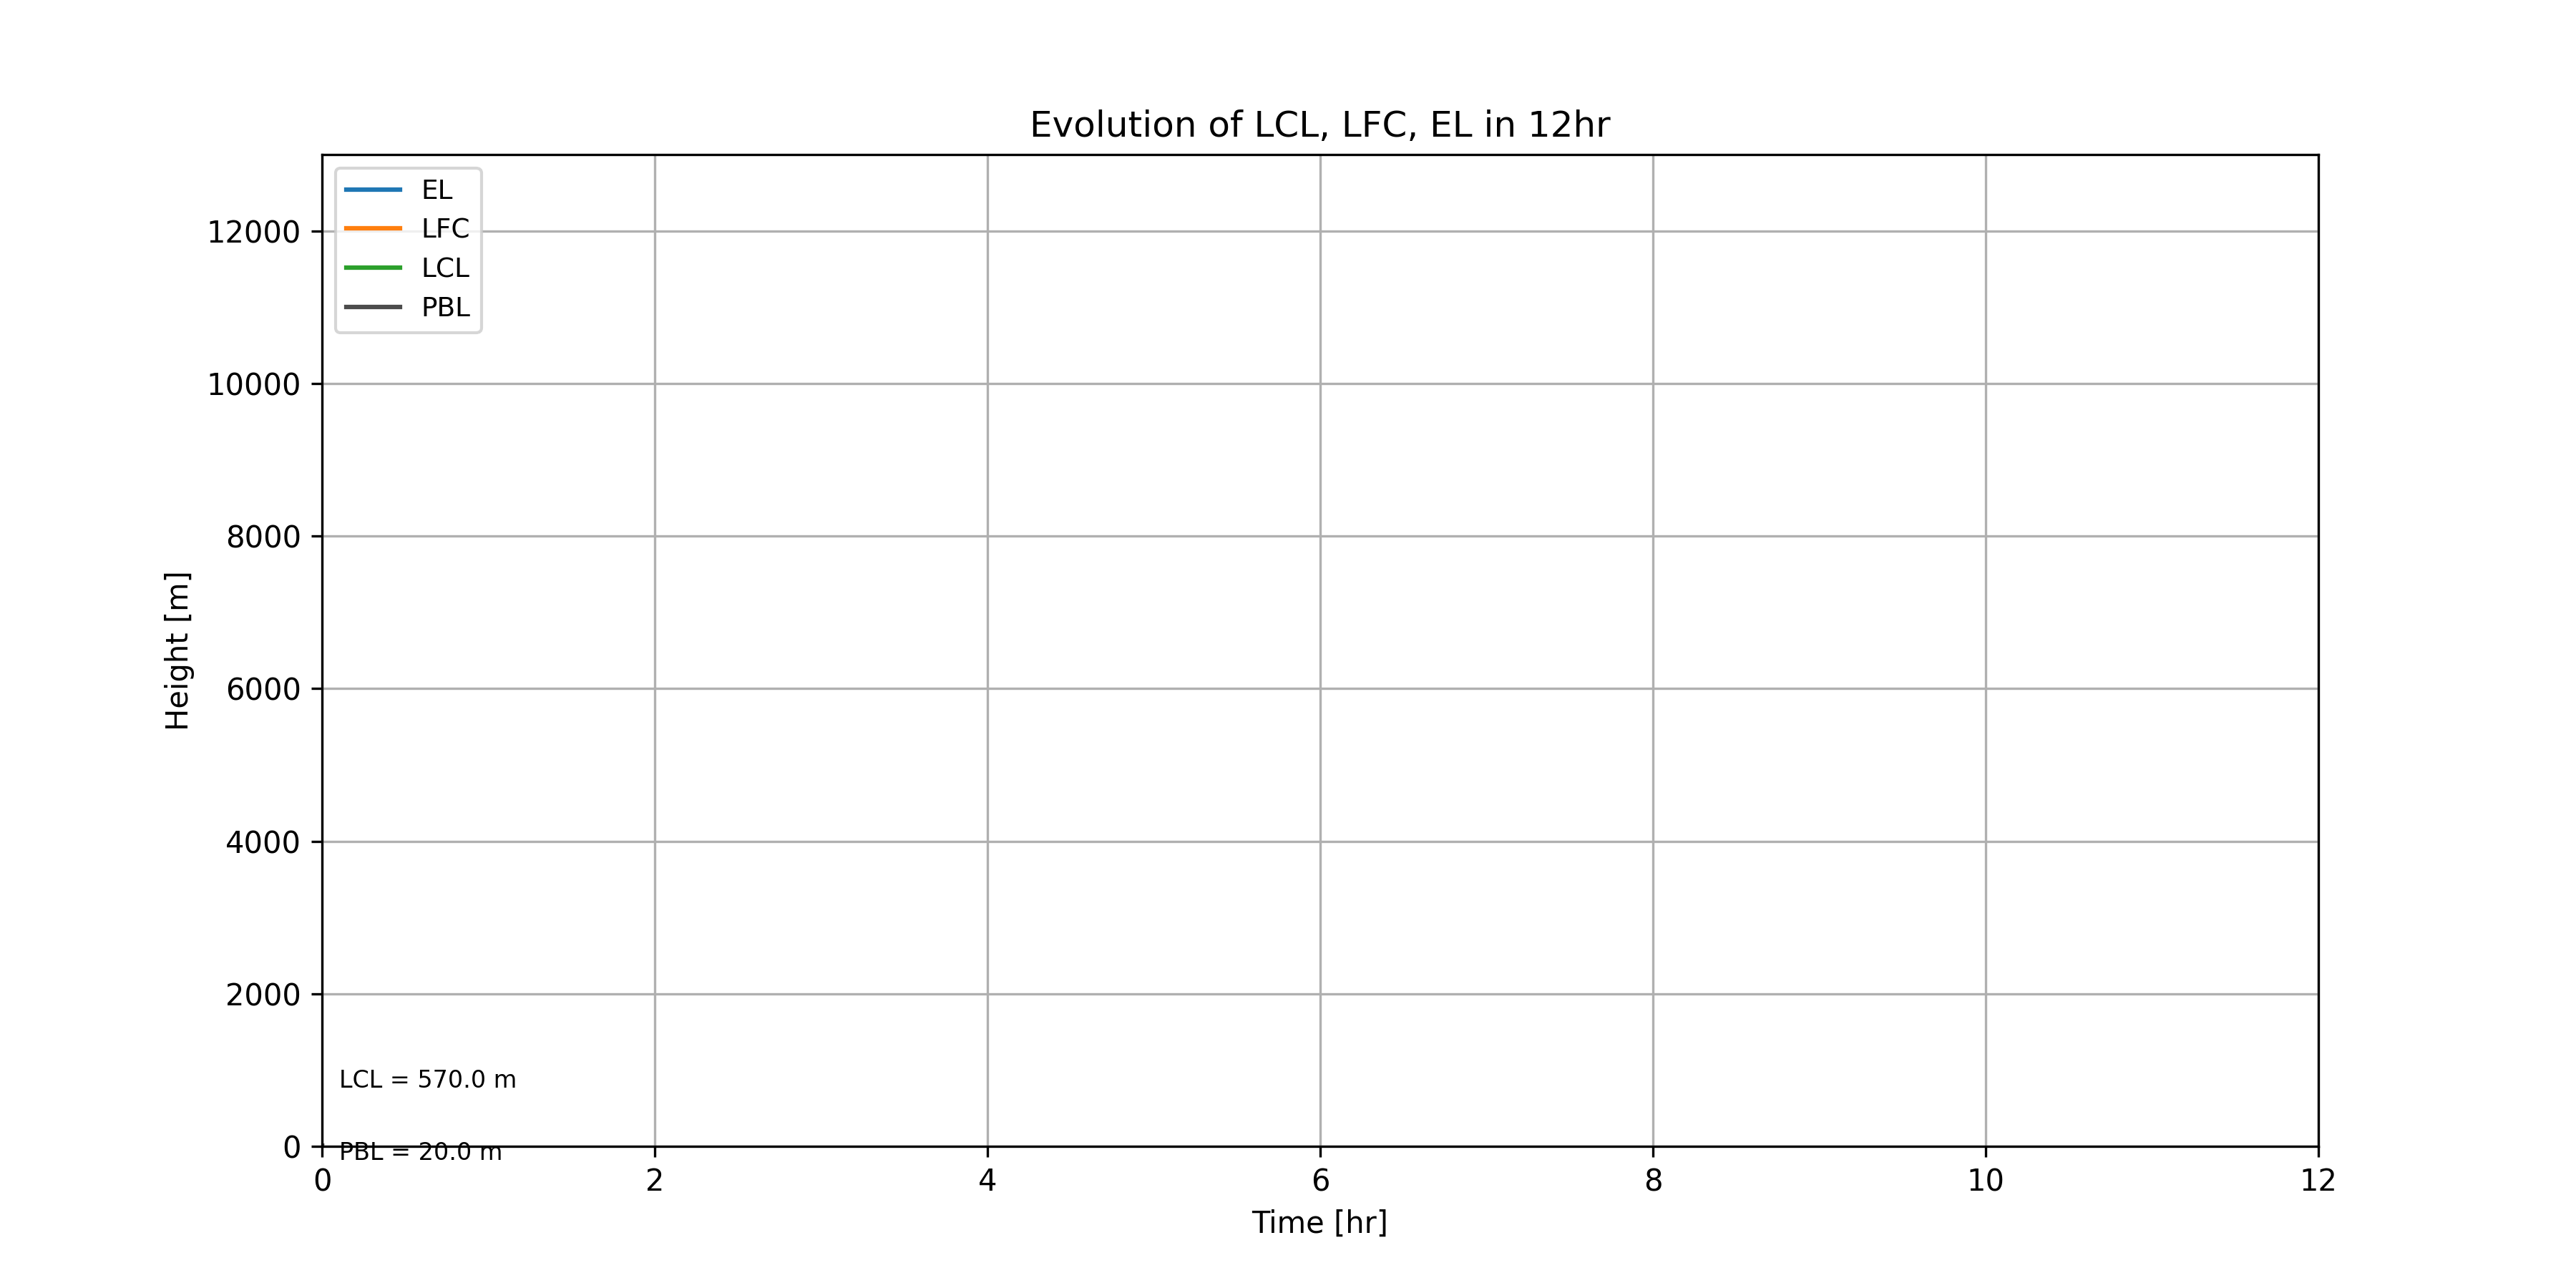 Evolution of LCL, LFC, EL in 12hr
EL
LFC
LCL
PBL
12000
10000
8000
6000
4000
2000
0
Height [m]
LCL = 570.0 m
PBL = 20.0 m
0 2 4 6 8 10 12
Time [hr]